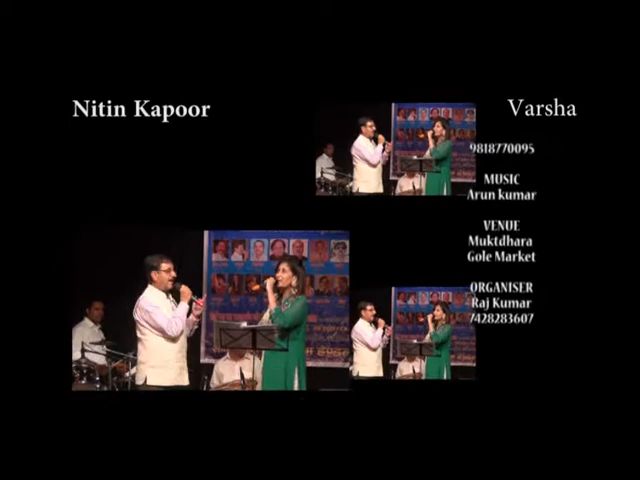 Nitin Kapoor
Varsha
9818770095
MUSIC
Arun kumar
VENUE
Muktdhara
Gole Market
ORGANISER
Raj Kumar
7428283607